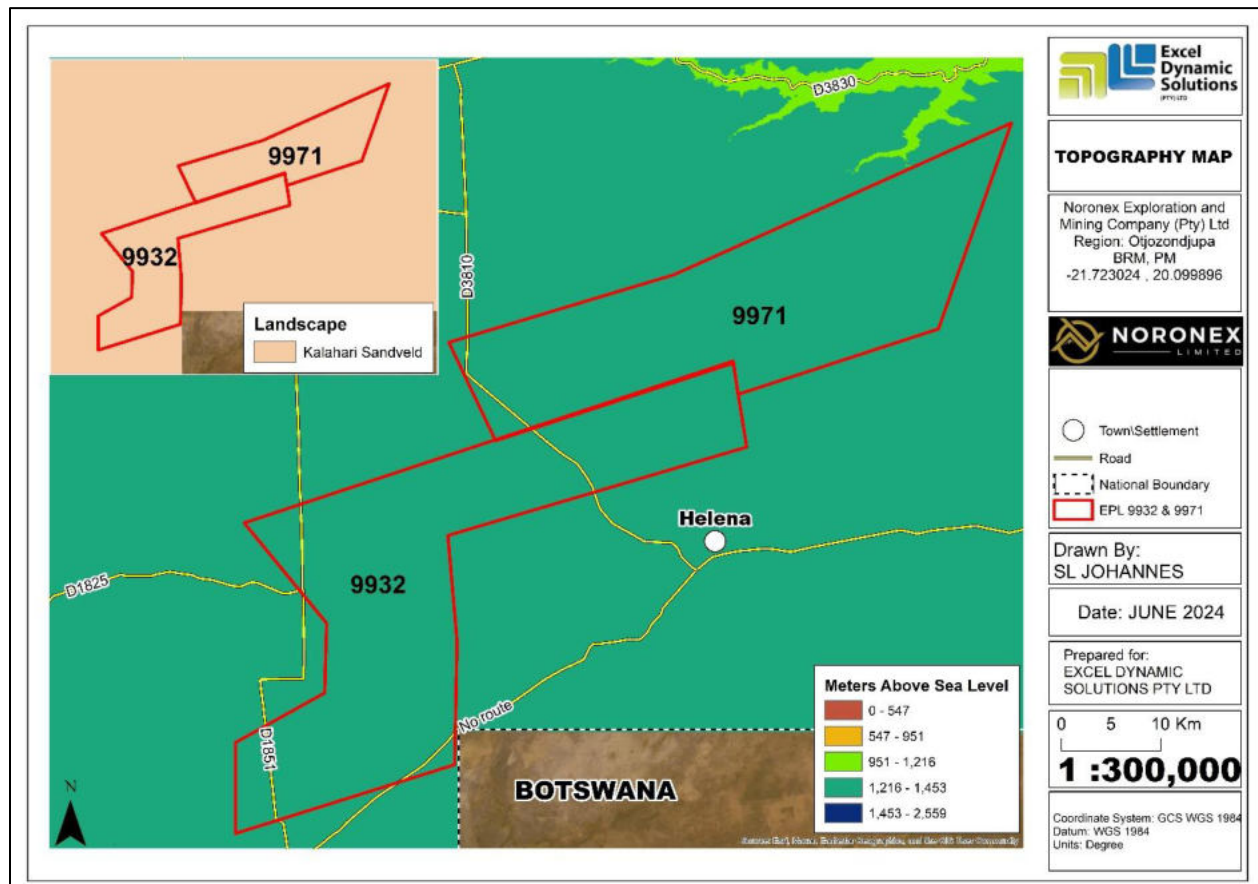 9971
9932
Landscape
Kalahari Sandveld
D3830
D3810
9971
Helena
9932
D1825
D1851
No route
BOTSWANA
N
Meters Above Sea Level
0 - 547
547 - 951
951 - 1,216
1,216 - 1,453
1,453 - 2,559
Excel
Dynamic
Solutions
(PTY) LTD
TOPOGRAPHY MAP
Noronex Exploration and
Mining Company (Pty) Ltd
Region: Otjozondjupa
BRM, PM
-21.723024 , 20.099896
NORONEX
LIMITED
Town\Settlement
Road
National Boundary
EPL 9932 & 9971
Drawn By:
SL JOHANNES
Date: JUNE 2024
Prepared for:
EXCEL DYNAMIC
SOLUTIONS PTY LTD
0 5 10 Km
1 :300,000
Coordinate System: GCS WGS 1984
Datum: WGS 1984
Units: Degree